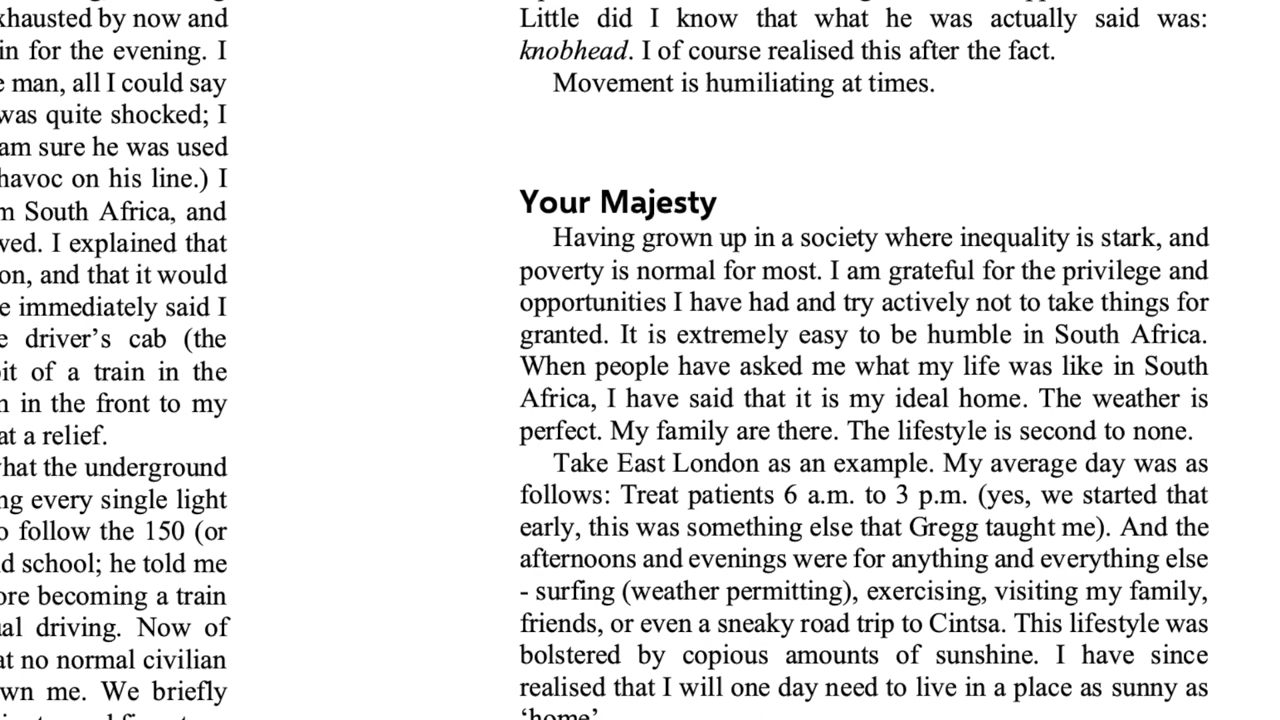 khausted by now and
in for the evening. I
e man, all I could say
was quite shocked; I
am sure he was used
havoc on his line.) I
m South Africa, and
ved. I explained that
on, and that it would
e immediately said I
e driver’s cab (the
bit of a train in the
n in the front to my
at a relief.
what the underground
ng every single light
o follow the 150 (or
d school; he told me
ore becoming a train
ual driving. Now of
at no normal civilian
own me. We briefly
Little did I know that what he was actually said was:
knobhead. I of course realised this after the fact.
Movement is humiliating at times.
Your Majesty
Having grown up in a society where inequality is stark, and
poverty is normal for most. I am grateful for the privilege and
opportunities I have had and try actively not to take things for
granted. It is extremely easy to be humble in South Africa.
When people have asked me what my life was like in South
Africa, I have said that it is my ideal home. The weather is
perfect. My family are there. The lifestyle is second to none.
Take East London as an example. My average day was as
follows: Treat patients 6 a.m. to 3 p.m. (yes, we started that
early, this was something else that Gregg taught me). And the
afternoons and evenings were for anything and everything else
- surfing (weather permitting), exercising, visiting my family,
friends, or even a sneaky road trip to Cintsa. This lifestyle was
bolstered by copious amounts of sunshine. I have since
realised that I will one day need to live in a place as sunny as
‘home’